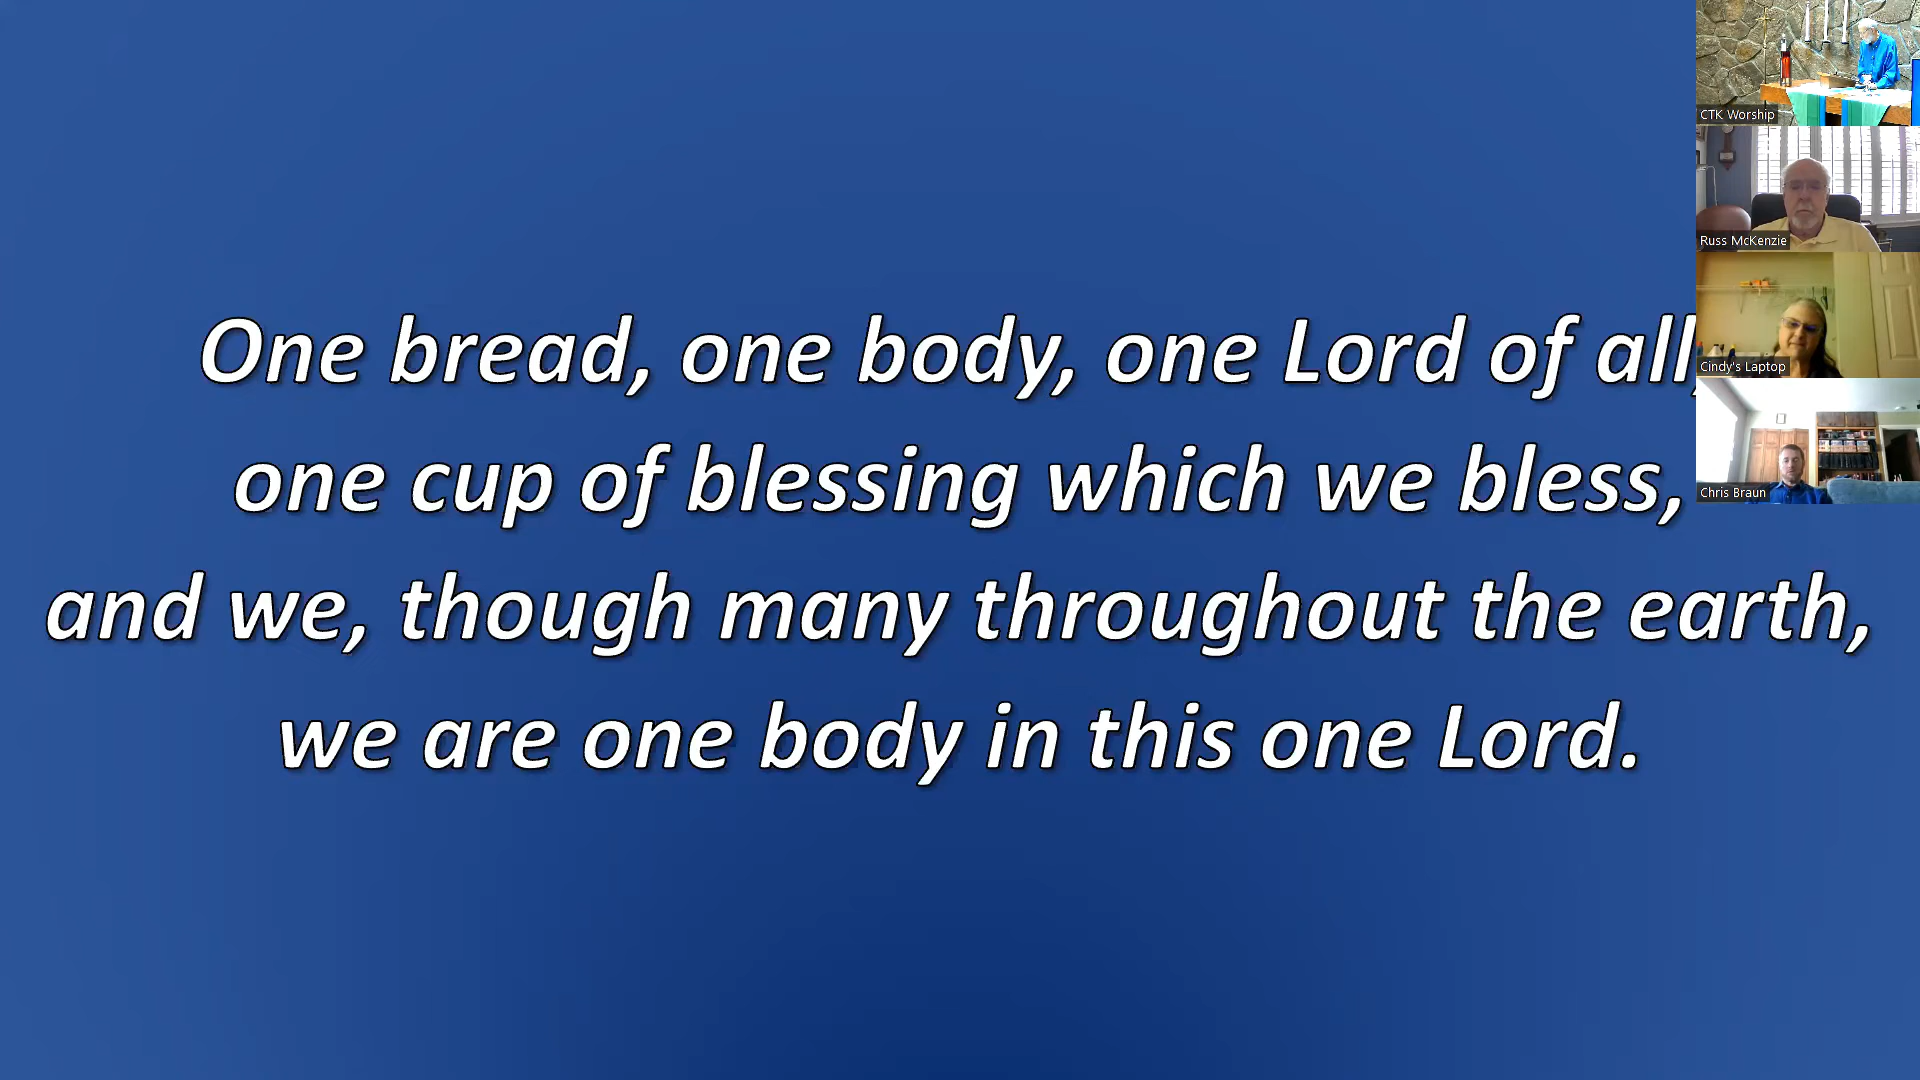 One bread, one body, one Lord of all,
one cup of blessing which we bless,
and we, though many throughout the earth,
we are one body in this one Lord.
CTK Worship
Russ McKenzie
Cindy's Laptop
Chris Braun